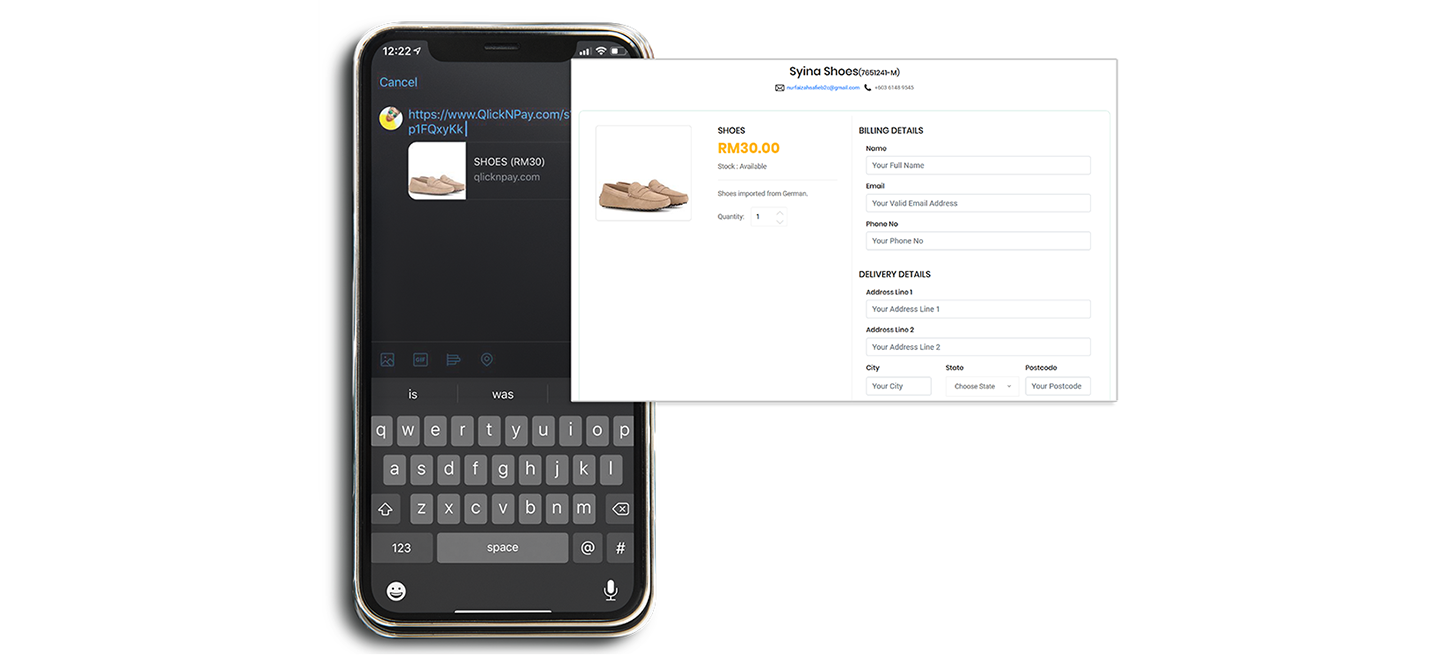 12:22
Cancel
https://www.QlickNPay.com/s
p1FQxyKk
SHOES (RM30)
qlicknpay.com
GIF
is
was
q w e r t y u i o p
a s d f g h j k l
z x c v b n m
123
space
@
#
Syina Shoes(7651241-M)
nurfaizahsafieb2c@gmail.com +603 6148 9545
SHOES
RM30.00
Stock : Available
Shoes imported from German.
Quantity: 1
BILLING DETAILS
Name
Your Full Name
Email
Your Valid Email Address
Phone No
Your Phone No
DELIVERY DETAILS
Address Line 1
Your Address Line 1
Address Line 2
Your Address Line 2
City State Postcode
Your City Choose State Your Postcode